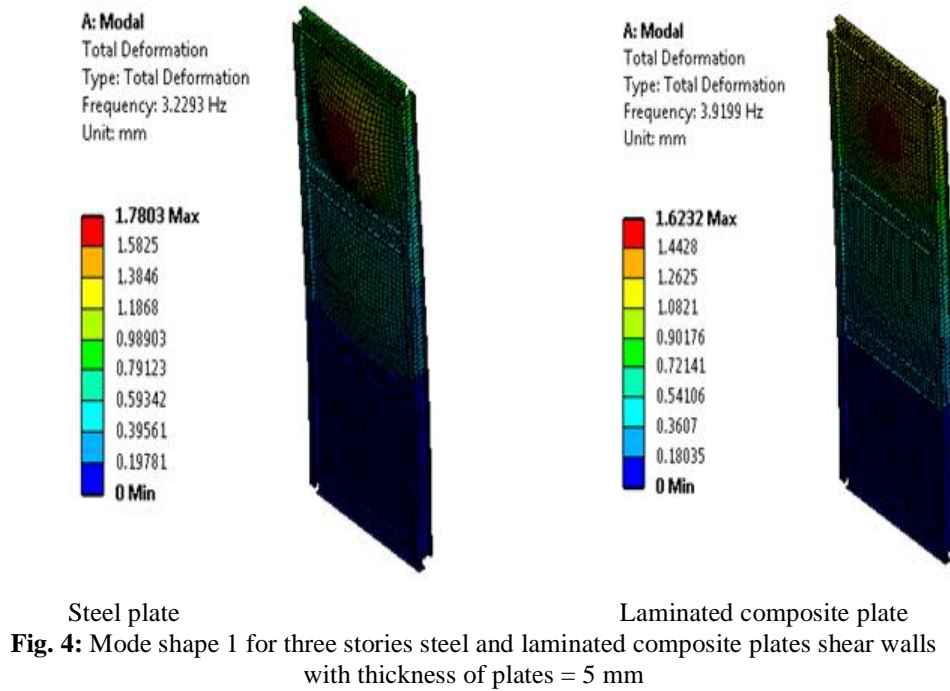 A: Modal
Total Deformation
Type: Total Deformation
Frequency: 3.2293 Hz
Unit: mm
1.7803 Max
1.5825
1.3846
1.1868
0.98903
0.79123
0.59342
0.39561
0.19781
0 Min
A: Modal
Total Deformation
Type: Total Deformation
Frequency: 3.9199 Hz
Unit: mm
1.6232 Max
1.4428
1.2625
1.0821
0.90176
0.72141
0.54106
0.3607
0.18035
0 Min
Steel plate
Laminated composite plate
Fig. 4: Mode shape 1 for three stories steel and laminated composite plates shear walls
with thickness of plates = 5 mm